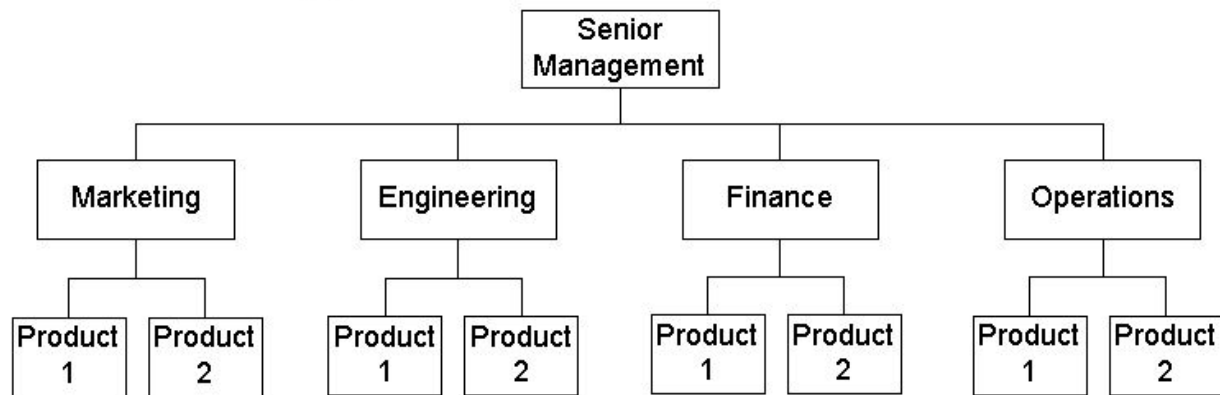 Senior
Management
Marketing
Engineering
Finance
Operations
Product
1
Product
2
Product
1
Product
2
Product
1
Product
2
Product
1
Product
2